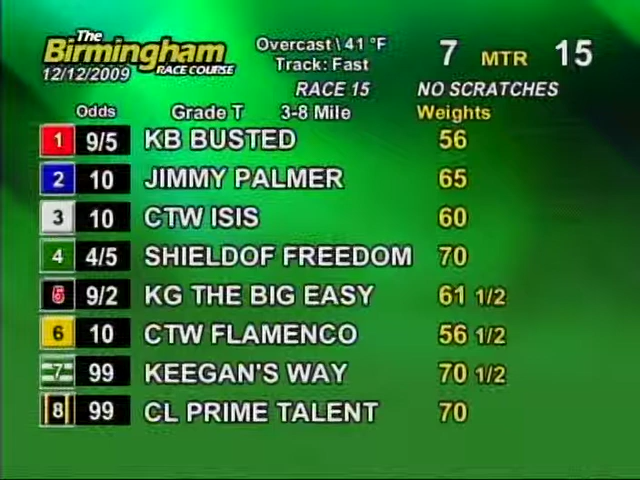 The
Birmingham
RACE COURSE
12/12/2009
Overcast \ 41 °F
Track: Fast
7 MTR 15
RACE 15 NO SCRATCHES
Odds Grade T 3-8 Mile Weights
1 9/5 KB BUSTED 56
2 10 JIMMY PALMER 65
3 10 CTW ISIS 60
4 4/5 SHIELDOF FREEDOM 70
5 9/2 KG THE BIG EASY 61 1/2
6 10 CTW FLAMENCO 56 1/2
7 99 KEEGAN'S WAY 70 1/2
8 99 CL PRIME TALENT 70